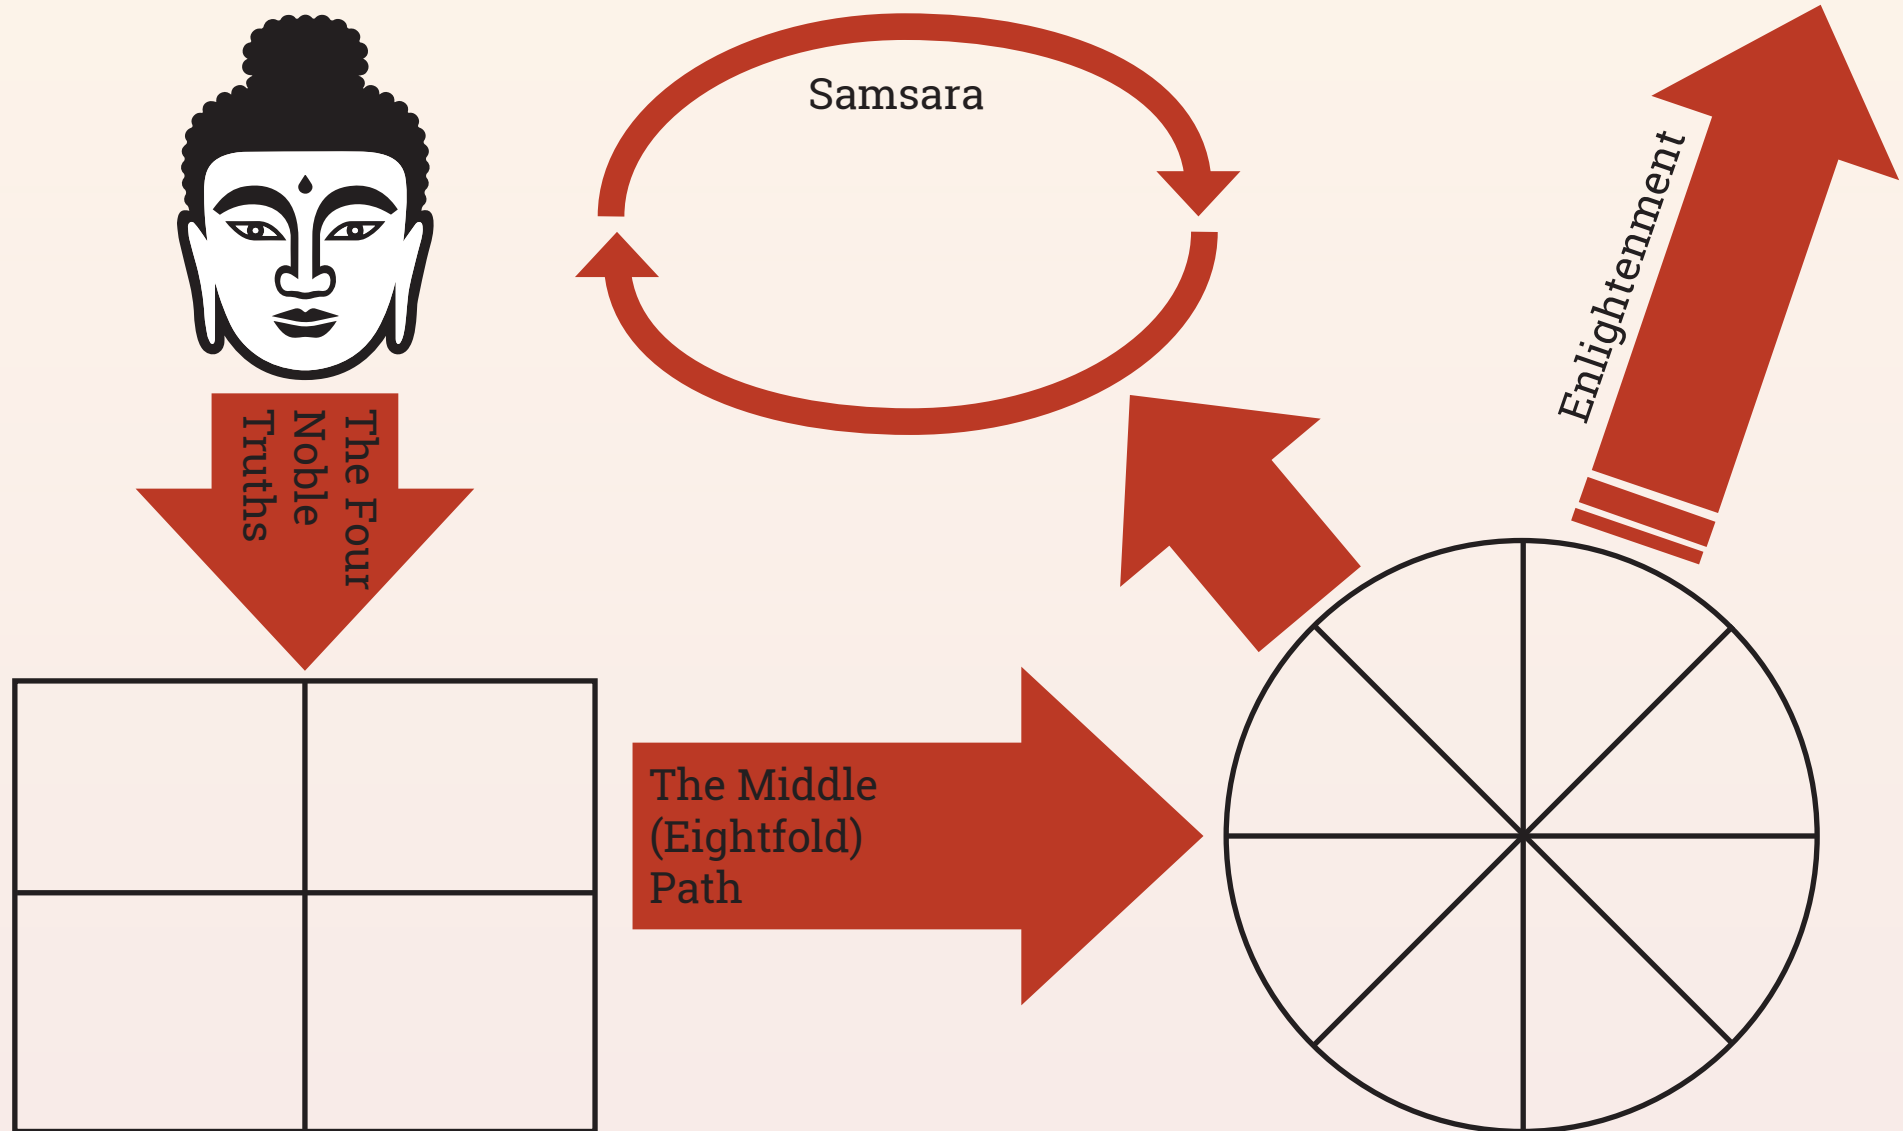 Samsara
Enlightenment
The Four
Noble
Truths
The Middle
(Eightfold)
Path